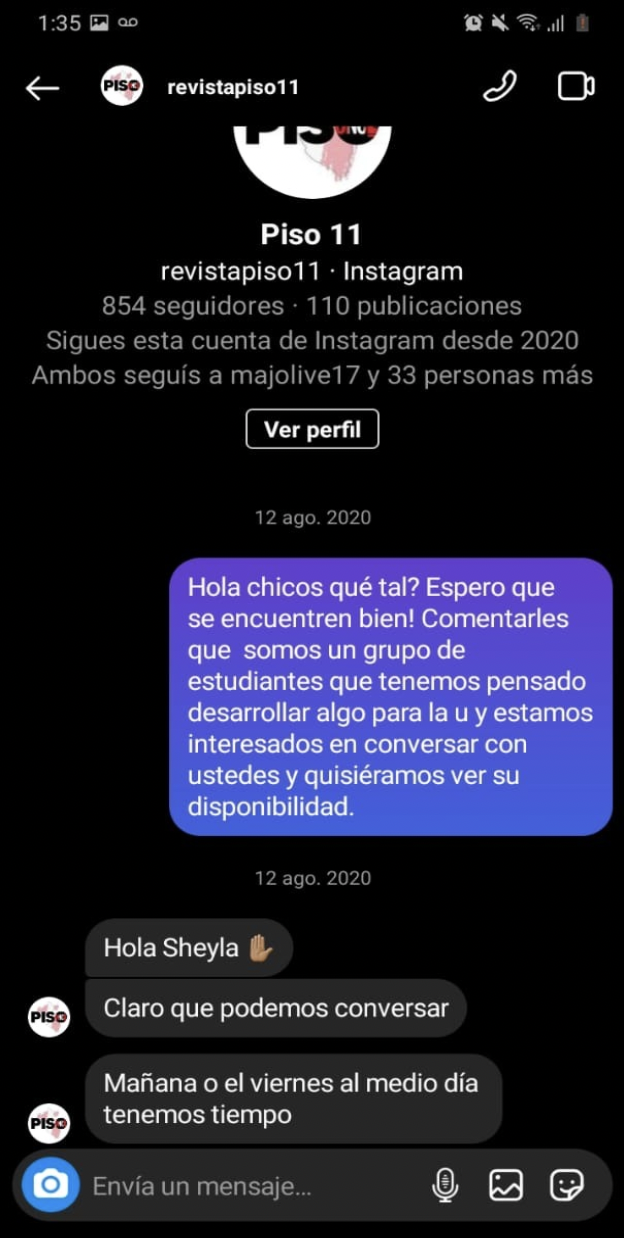 1:35
PISO
revistapiso11
PISO
ONCE
Piso 11
revistapiso11 · Instagram
854 seguidores · 110 publicaciones
Sigues esta cuenta de Instagram desde 2020
Ambos seguís a majolive17 y 33 personas más
Ver perfil
12 ago. 2020
Hola chicos qué tal? Espero que
se encuentren bien! Comentarles
que  somos un grupo de
estudiantes que tenemos pensado
desarrollar algo para la u y estamos
interesados en conversar con
ustedes y quisiéramos ver su
disponibilidad.
12 ago. 2020
Hola Sheyla ✋🏽
Claro que podemos conversar
PISO
Mañana o el viernes al medio día
tenemos tiempo
PISO
Envía un mensaje...